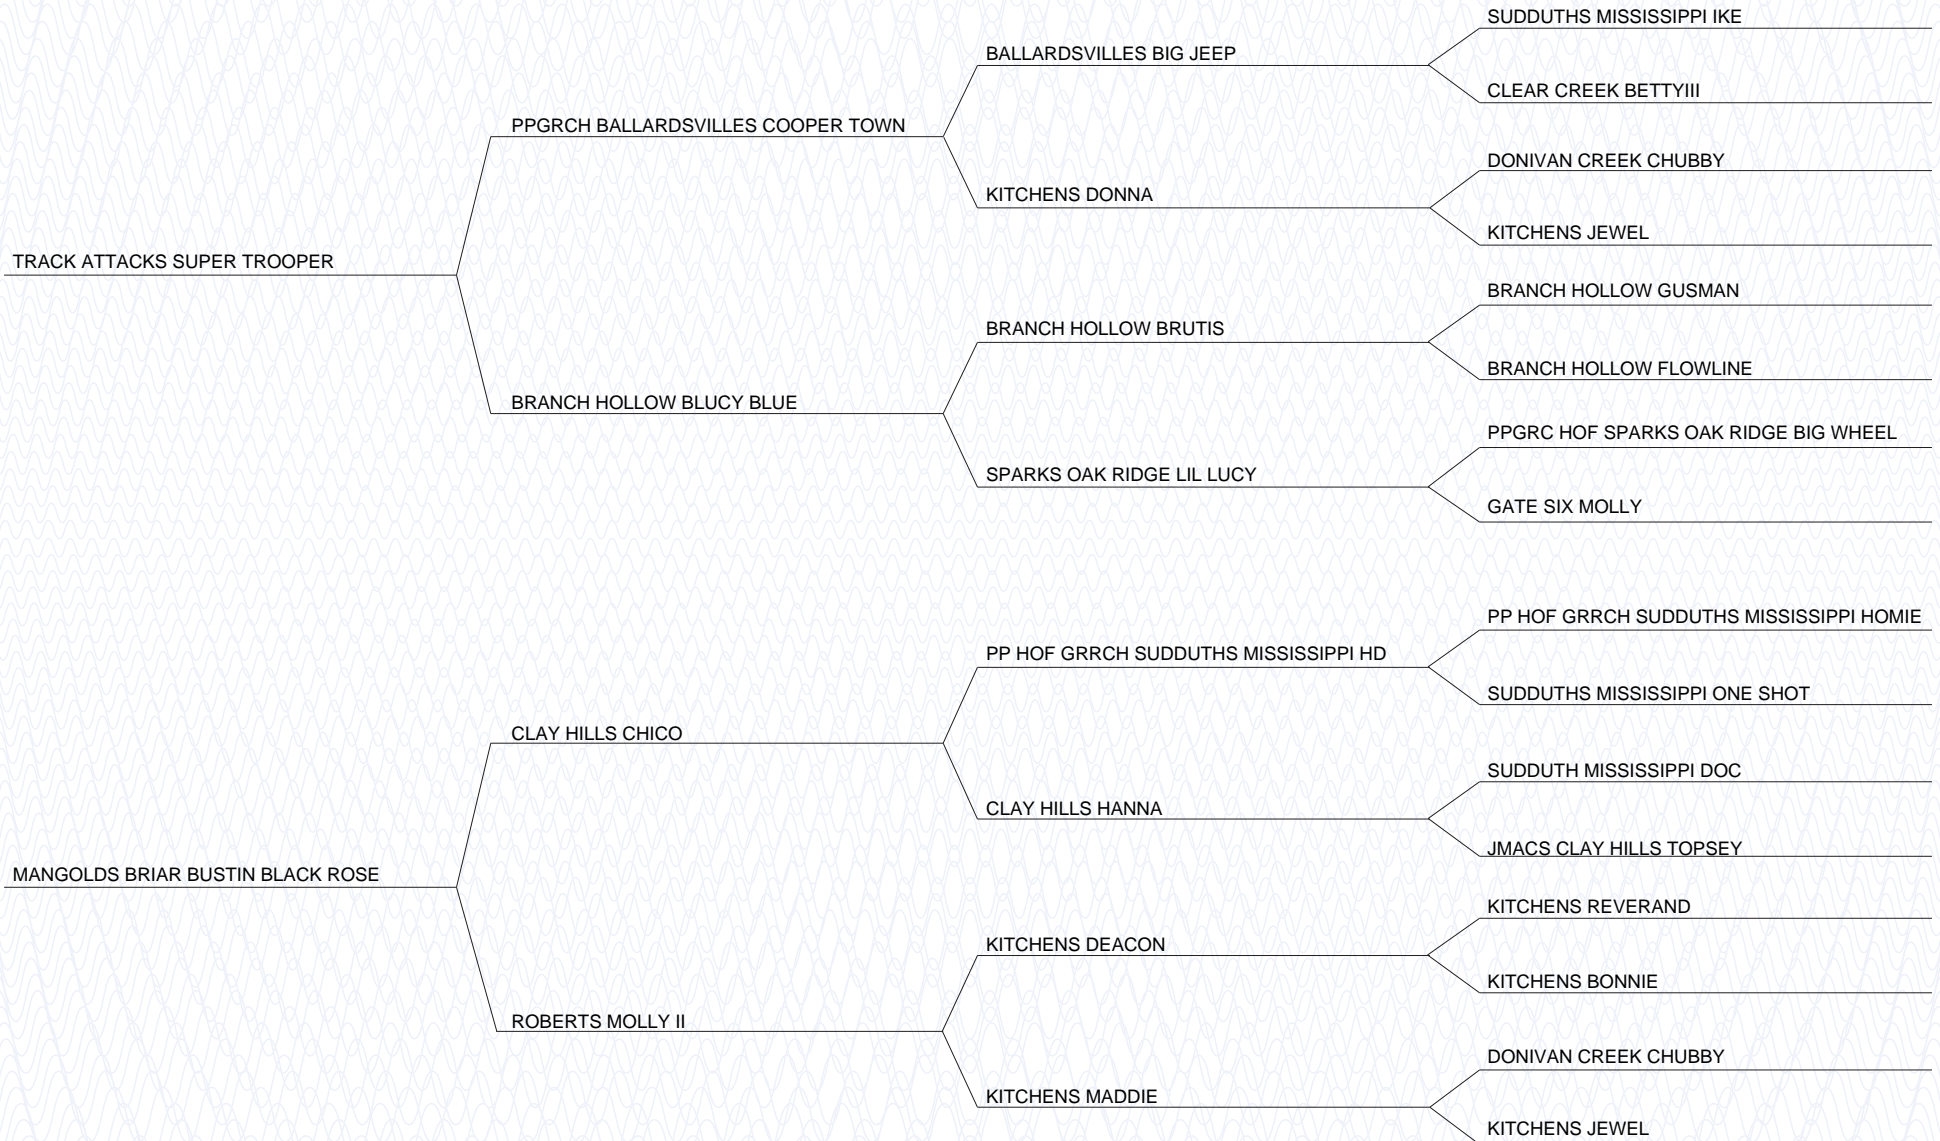 SUDDUTHS MISSISSIPPI IKE
BALLARDSVILLES BIG JEEP
CLEAR CREEK BETTYIII
PPGRCH BALLARDSVILLES COOPER TOWN
DONIVAN CREEK CHUBBY
KITCHENS DONNA
KITCHENS JEWEL
TRACK ATTACKS SUPER TROOPER
BRANCH HOLLOW GUSMAN
BRANCH HOLLOW BRUTIS
BRANCH HOLLOW FLOWLINE
BRANCH HOLLOW BLUCY BLUE
PPGRC HOF SPARKS OAK RIDGE BIG WHEEL
SPARKS OAK RIDGE LIL LUCY
GATE SIX MOLLY
PP HOF GRRCH SUDDUTHS MISSISSIPPI HOMIE
PP HOF GRRCH SUDDUTHS MISSISSIPPI HD
SUDDUTHS MISSISSIPPI ONE SHOT
CLAY HILLS CHICO
SUDDUTH MISSISSIPPI DOC
CLAY HILLS HANNA
JMACS CLAY HILLS TOPSEY
MANGOLDS BRIAR BUSTIN BLACK ROSE
KITCHENS REVERAND
KITCHENS DEACON
KITCHENS BONNIE
ROBERTS MOLLY II
DONIVAN CREEK CHUBBY
KITCHENS MADDIE
KITCHENS JEWEL